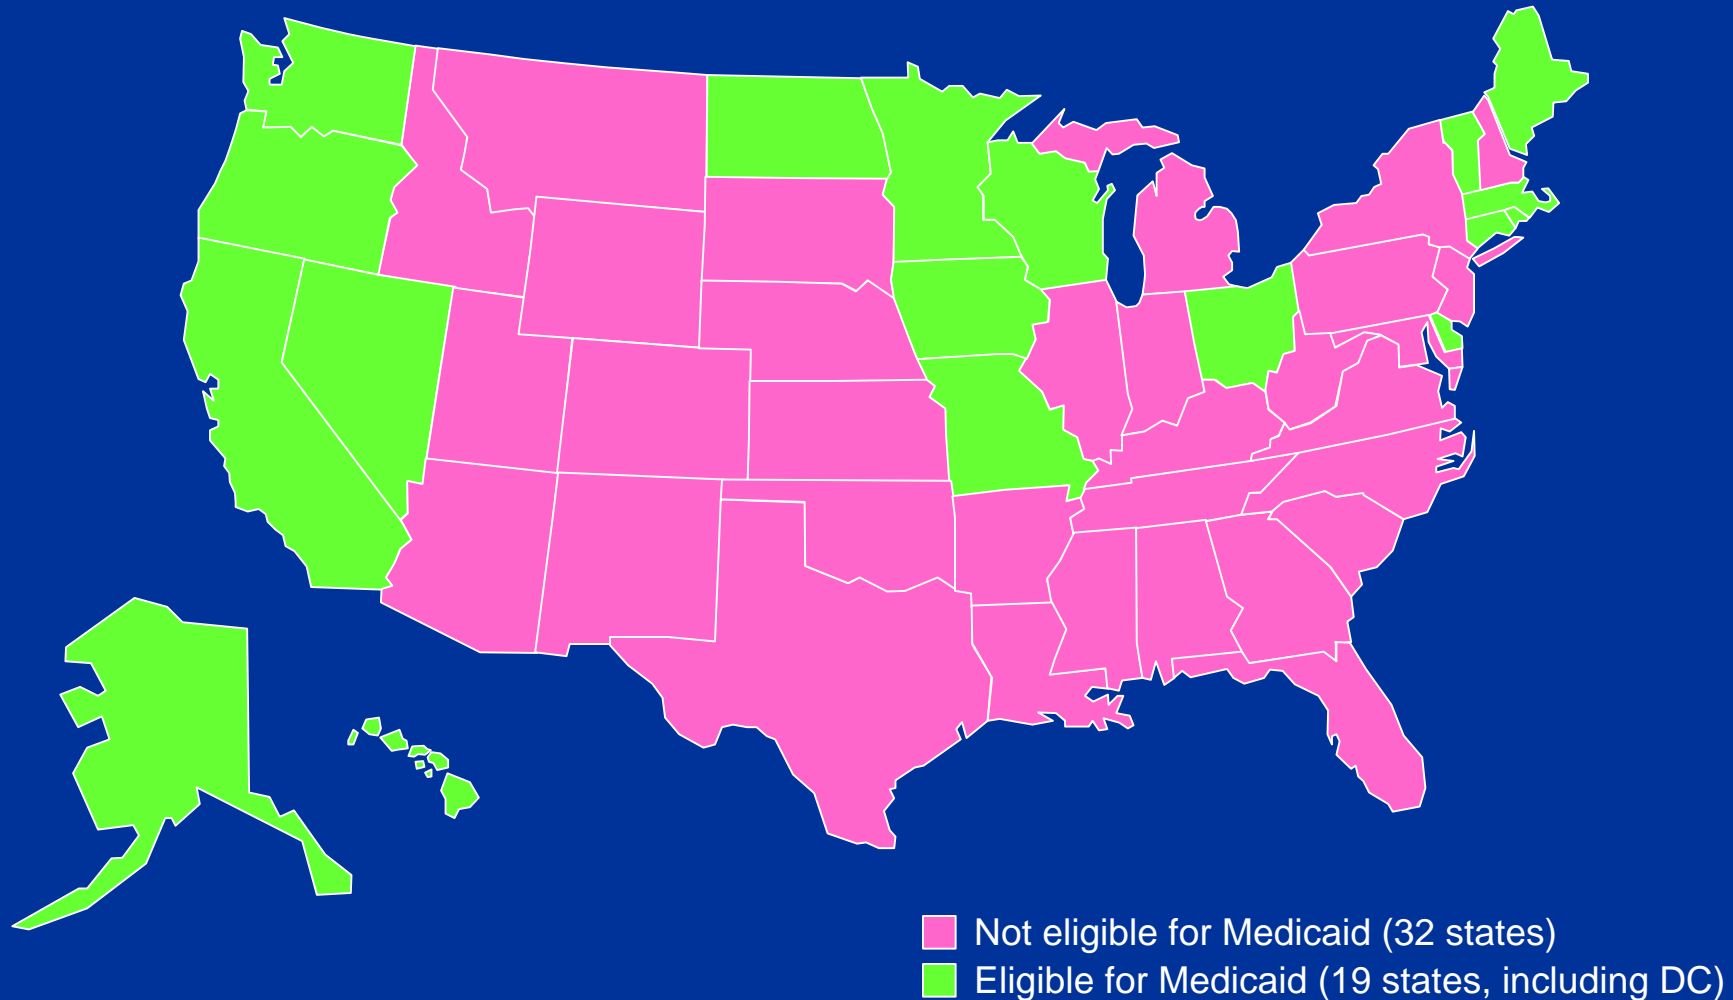 Not eligible for Medicaid (32 states)
Eligible for Medicaid (19 states, including DC)